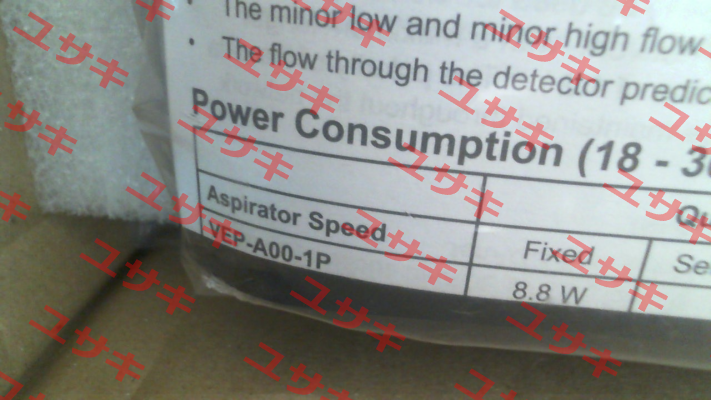 • The minor low and minor high flow
• The flow through the detector predic
Power Consumption (18 - 3
Qu
Aspirator Speed Fixed Se
VEP-A00-1P 8.8 W
ユサキ